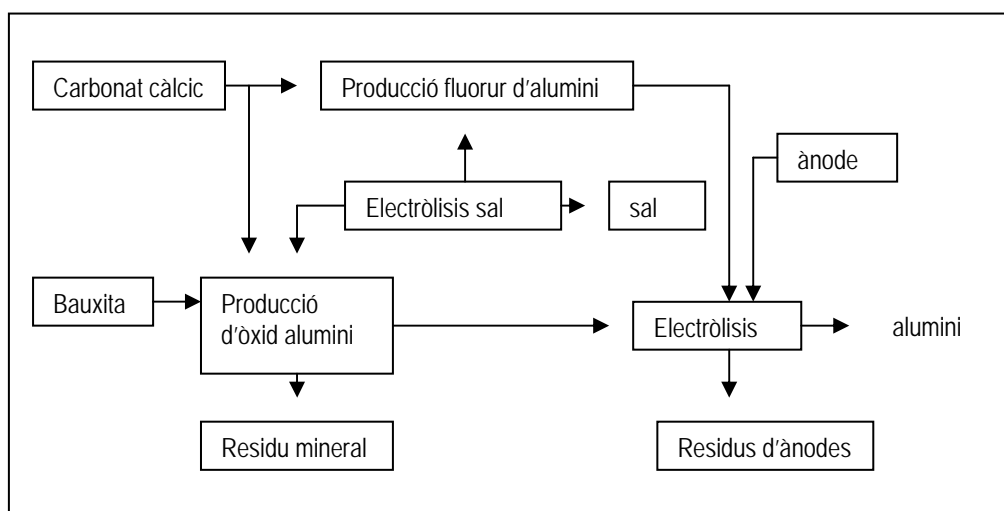 Carbonat càlcic
Producció fluorur d'alumini
ànode
Electròlisis sal
sal
Bauxita
Producció
d'òxid alumini
Electròlisis
alumini
Residu mineral
Residus d'ànodes